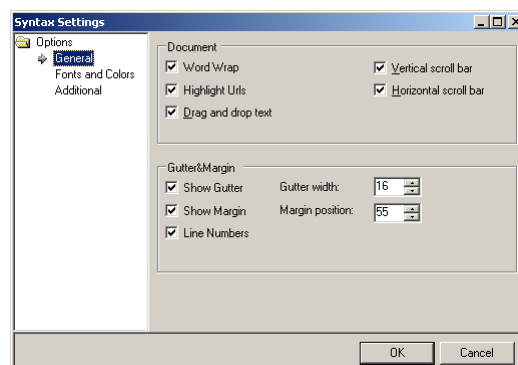 Syntax Settings
Options
General
Fonts and Colors
Additional
Document
Word Wrap
Vertical scroll bar
Highlight Urls
Horizontal scroll bar
Drag and drop text
Gutter&Margin
Show Gutter Gutter width: 16
Show Margin Margin position: 55
Line Numbers
OK Cancel